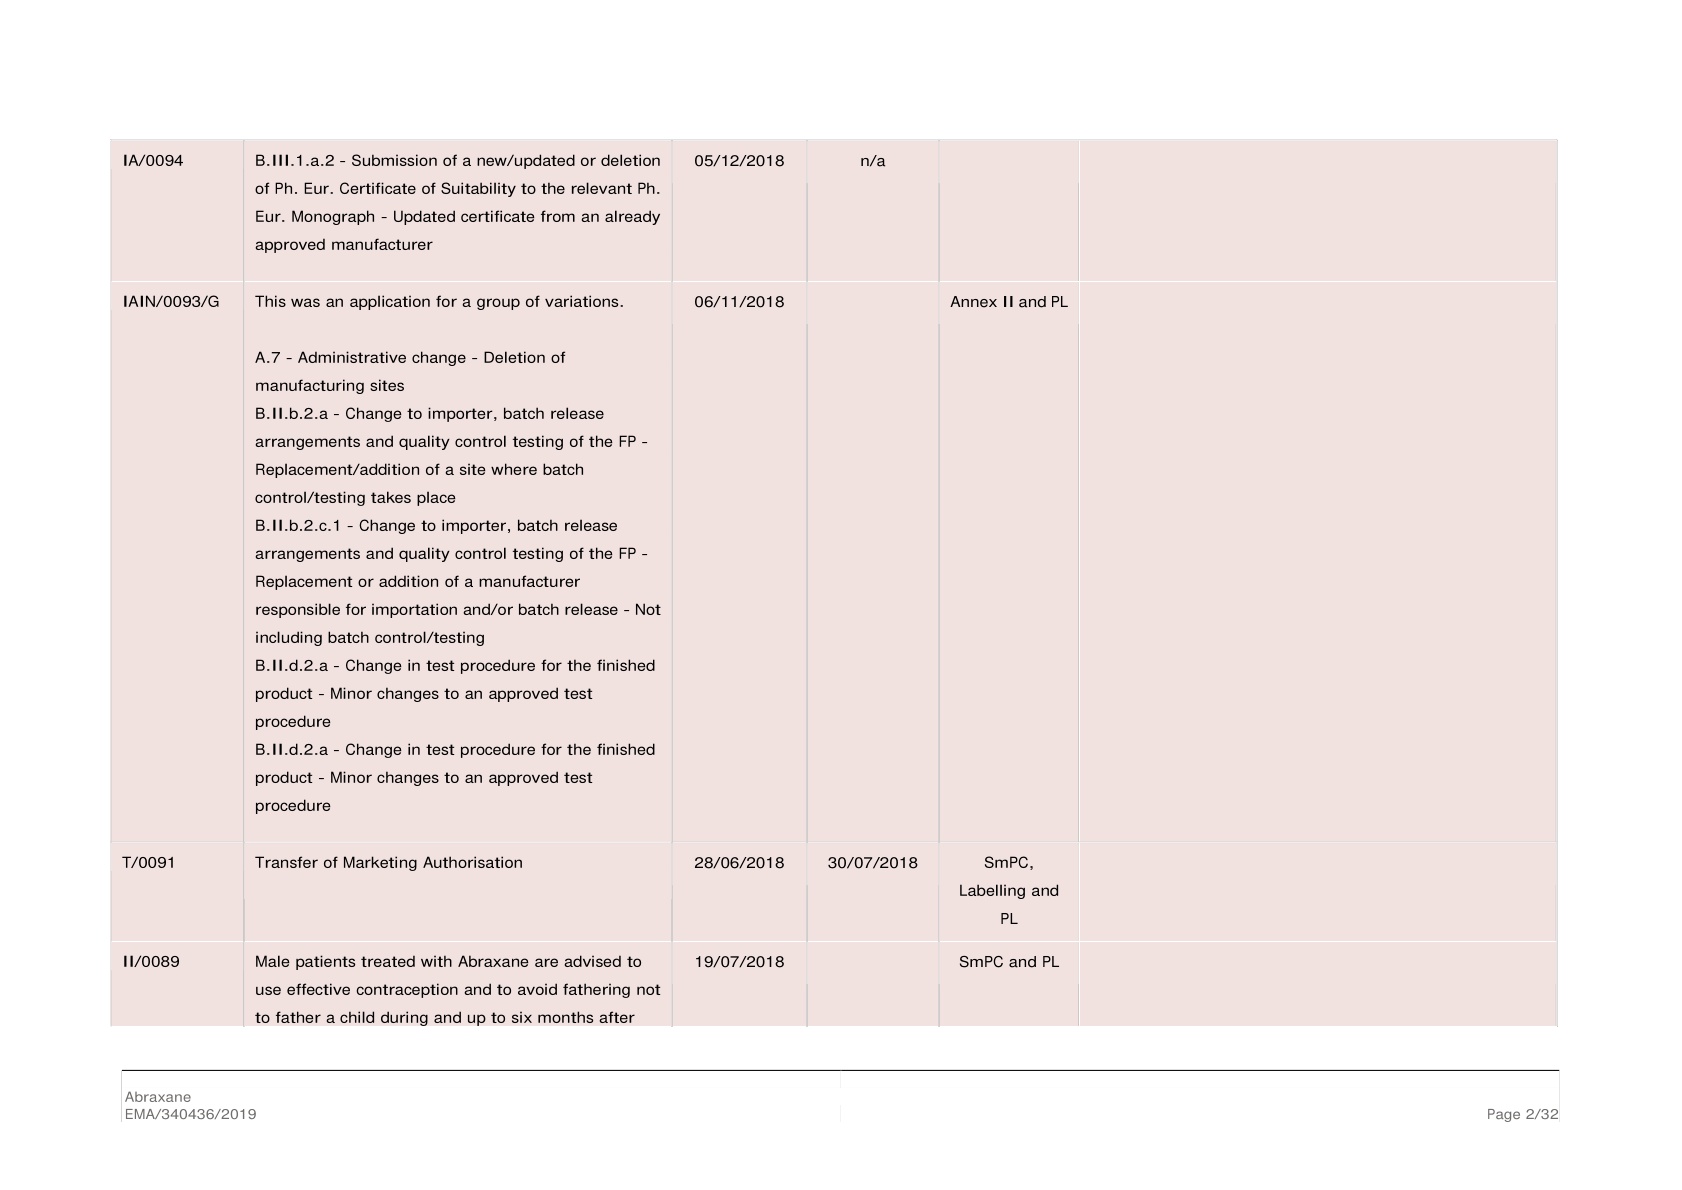 IA/0094
B.III.1.a.2 - Submission of a new/updated or deletion
of Ph. Eur. Certificate of Suitability to the relevant Ph.
Eur. Monograph - Updated certificate from an already
approved manufacturer
05/12/2018
n/a
IAIN/0093/G
This was an application for a group of variations.
A.7 - Administrative change - Deletion of
manufacturing sites
B.II.b.2.a - Change to importer, batch release
arrangements and quality control testing of the FP -
Replacement/addition of a site where batch
control/testing takes place
B.II.b.2.c.1 - Change to importer, batch release
arrangements and quality control testing of the FP -
Replacement or addition of a manufacturer
responsible for importation and/or batch release - Not
including batch control/testing
B.II.d.2.a - Change in test procedure for the finished
product - Minor changes to an approved test
procedure
B.II.d.2.a - Change in test procedure for the finished
product - Minor changes to an approved test
procedure
06/11/2018
Annex II and PL
T/0091
Transfer of Marketing Authorisation
28/06/2018
30/07/2018
SmPC,
Labelling and
PL
II/0089
Male patients treated with Abraxane are advised to
use effective contraception and to avoid fathering not
to father a child during and up to six months after
19/07/2018
SmPC and PL
Abraxane
EMA/340436/2019
Page 2/32